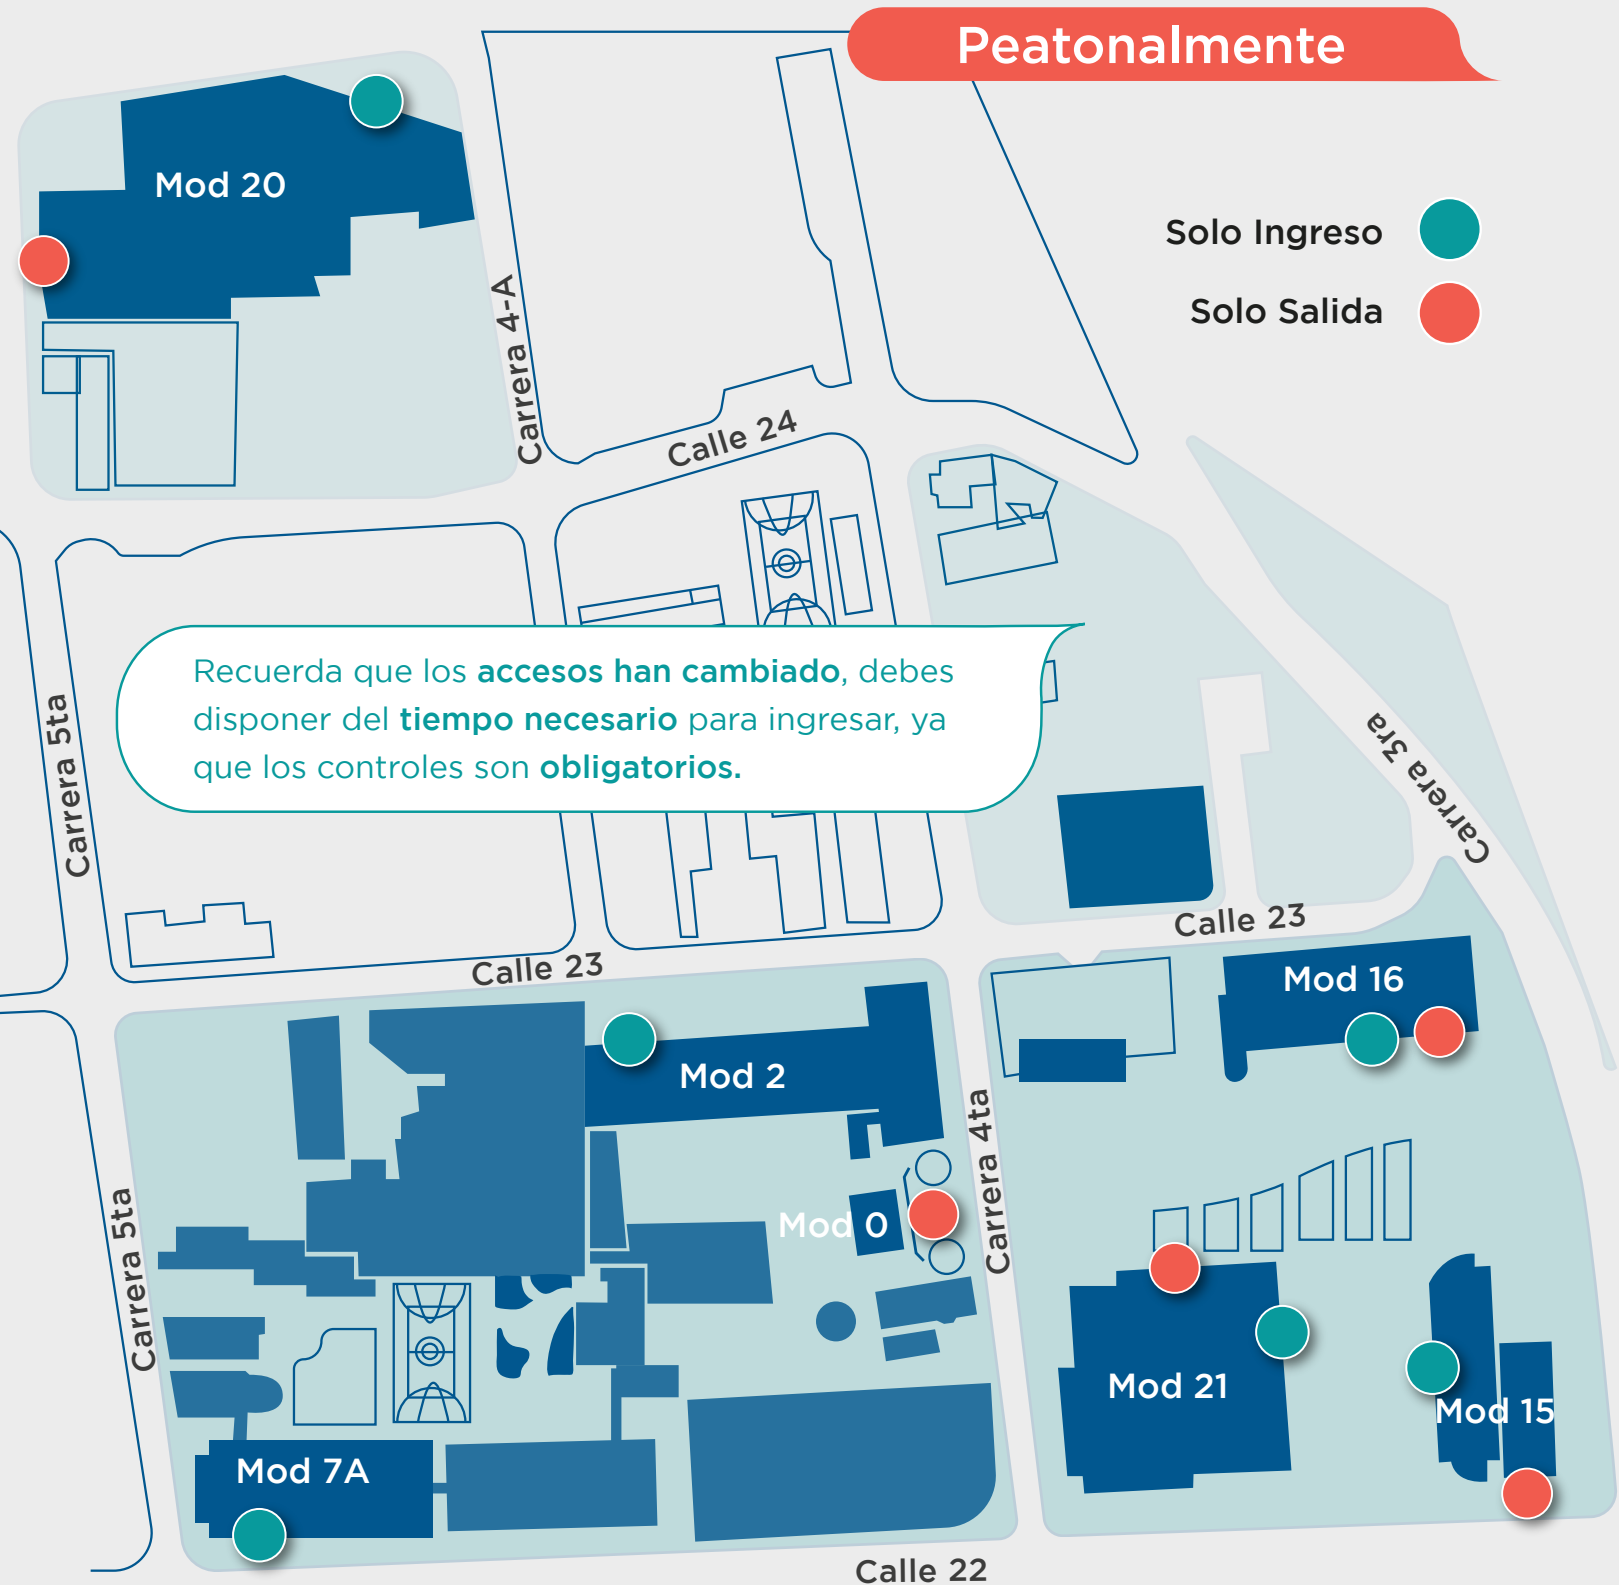 Peatonalmente
Mod 20
Solo Ingreso
Solo Salida
Carrera 4-A
Calle 24
Recuerda que los accesos han cambiado, debes
disponer del tiempo necesario para ingresar, ya
que los controles son obligatorios.
Carrera 5ta
Carrera 3ra
Calle 23
Calle 23
Mod 16
Mod 2
Carrera 4ta
Mod 0
Carrera 5ta
Mod 21
Mod 15
Mod 7A
Calle 22